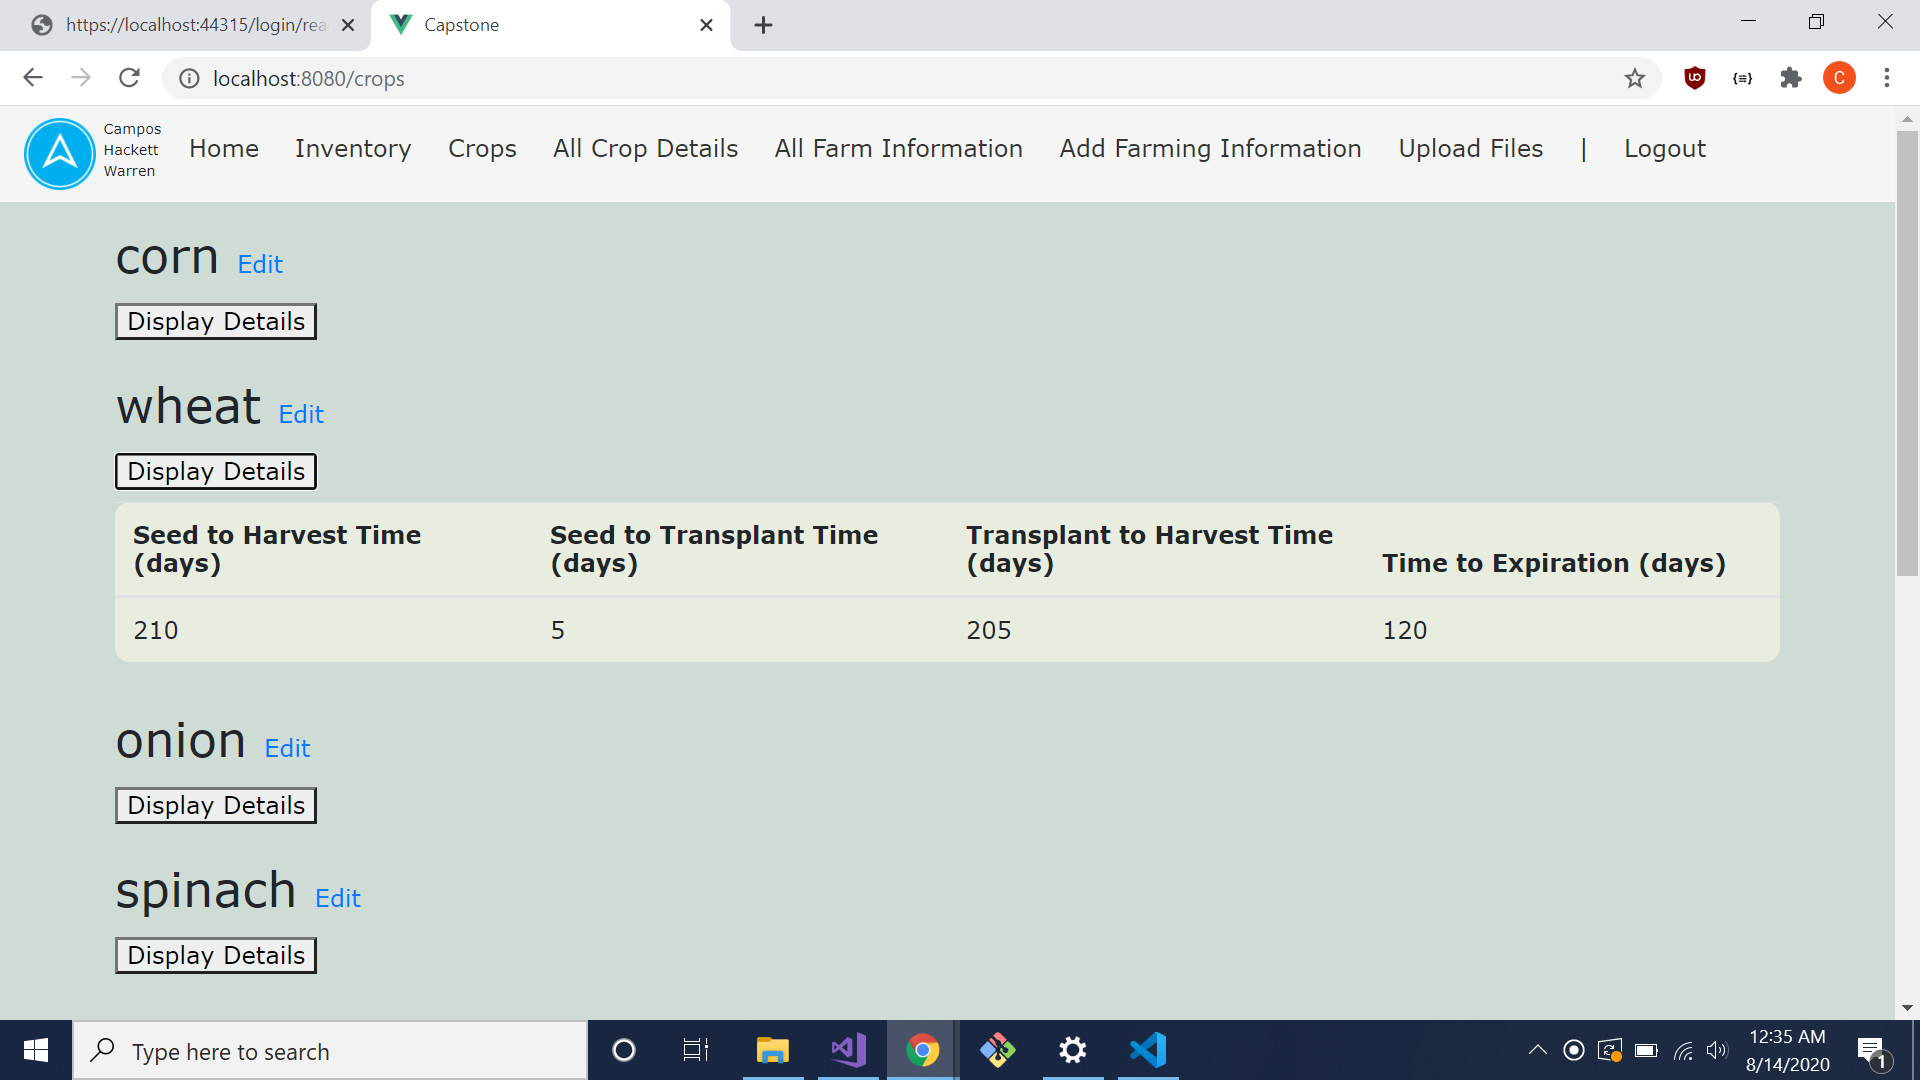 https://localhost:44315/login/rea
Capstone
localhost:8080/crops
C
Campos
Hackett
Warren
Home Inventory Crops All Crop Details All Farm Information Add Farming Information Upload Files | Logout
corn Edit
Display Details
wheat Edit
Display Details
Seed to Harvest Time (days) Seed to Transplant Time (days) Transplant to Harvest Time (days) Time to Expiration (days)
210 5 205 120
onion Edit
Display Details
spinach Edit
Display Details
Type here to search
12:35 AM
8/14/2020
1